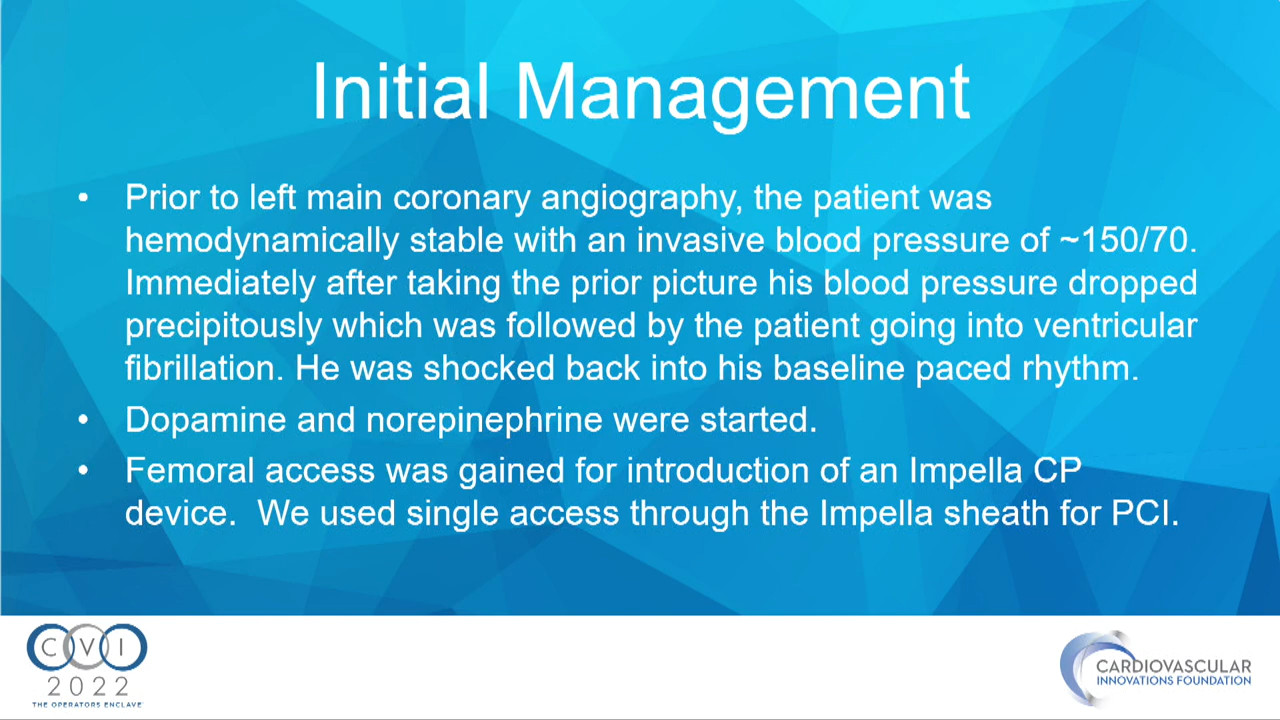 Initial Management
• Prior to left main coronary angiography, the patient was
hemodynamically stable with an invasive blood pressure of ~150/70.
Immediately after taking the prior picture his blood pressure dropped
precipitously which was followed by the patient going into ventricular
fibrillation. He was shocked back into his baseline paced rhythm.
• Dopamine and norepinephrine were started.
• Femoral access was gained for introduction of an Impella CP
device.  We used single access through the Impella sheath for PCI.
CVI
2022
THE OPERATORS ENCLAVE
CARDIOVASCULAR
INNOVATIONS FOUNDATION